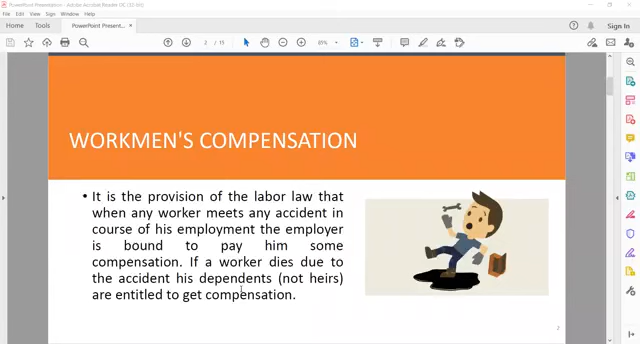 PowerPoint Presentation - Adobe Acrobat Reader DC (32-bit)
File Edit View Sign Window Help
Home Tools PowerPoint Present... × Sign In
2 / 15 85%
WORKMEN'S COMPENSATION
• It is the provision of the labor law that
when any worker meets any accident in
course of his employment the employer
is bound to pay him some
compensation. If a worker dies due to
the accident his dependents (not heirs)
are entitled to get compensation.
2